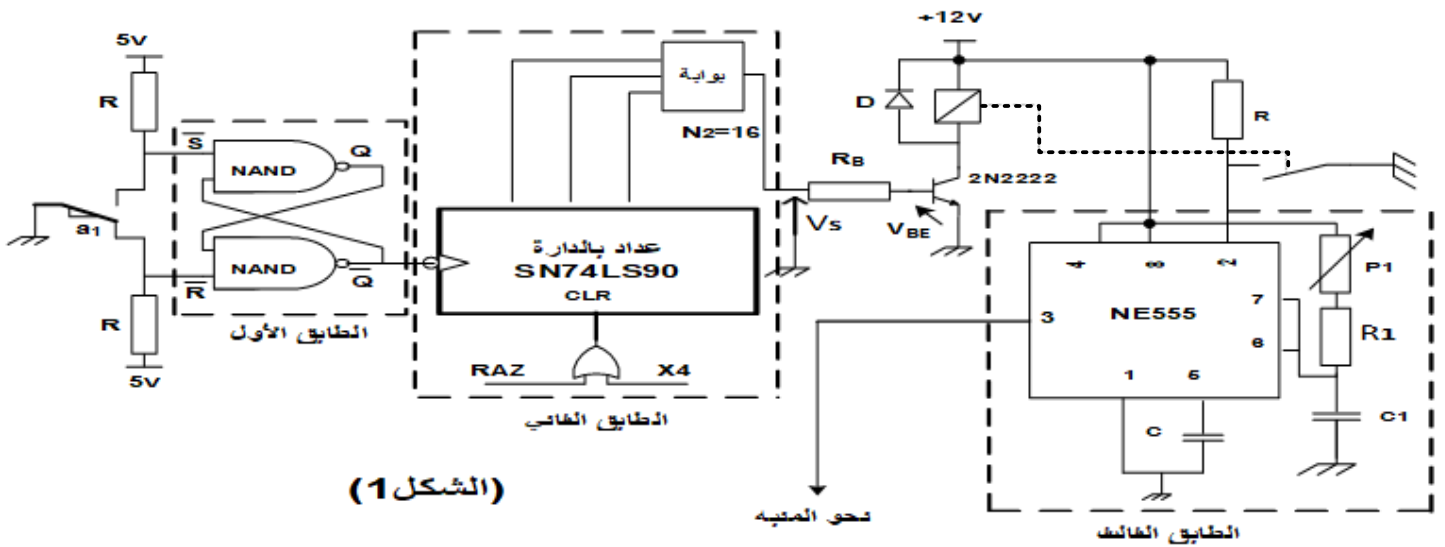 5v
R
S̅
NAND
Q
a1
NAND
R̅
Q̅
R
5v
الطابق الأول
بوابة
N2=16
عداد بالدارة
SN74LS90
CLR
RAZ
X4
الطابق الثاني
+12v
D
RB
2N2222
Vs
VBE
R
4
8
2
P1
NE555
7
3
R1
6
1
5
C
C1
نحو المنبه
الطابق الثالث
(الشكل1)